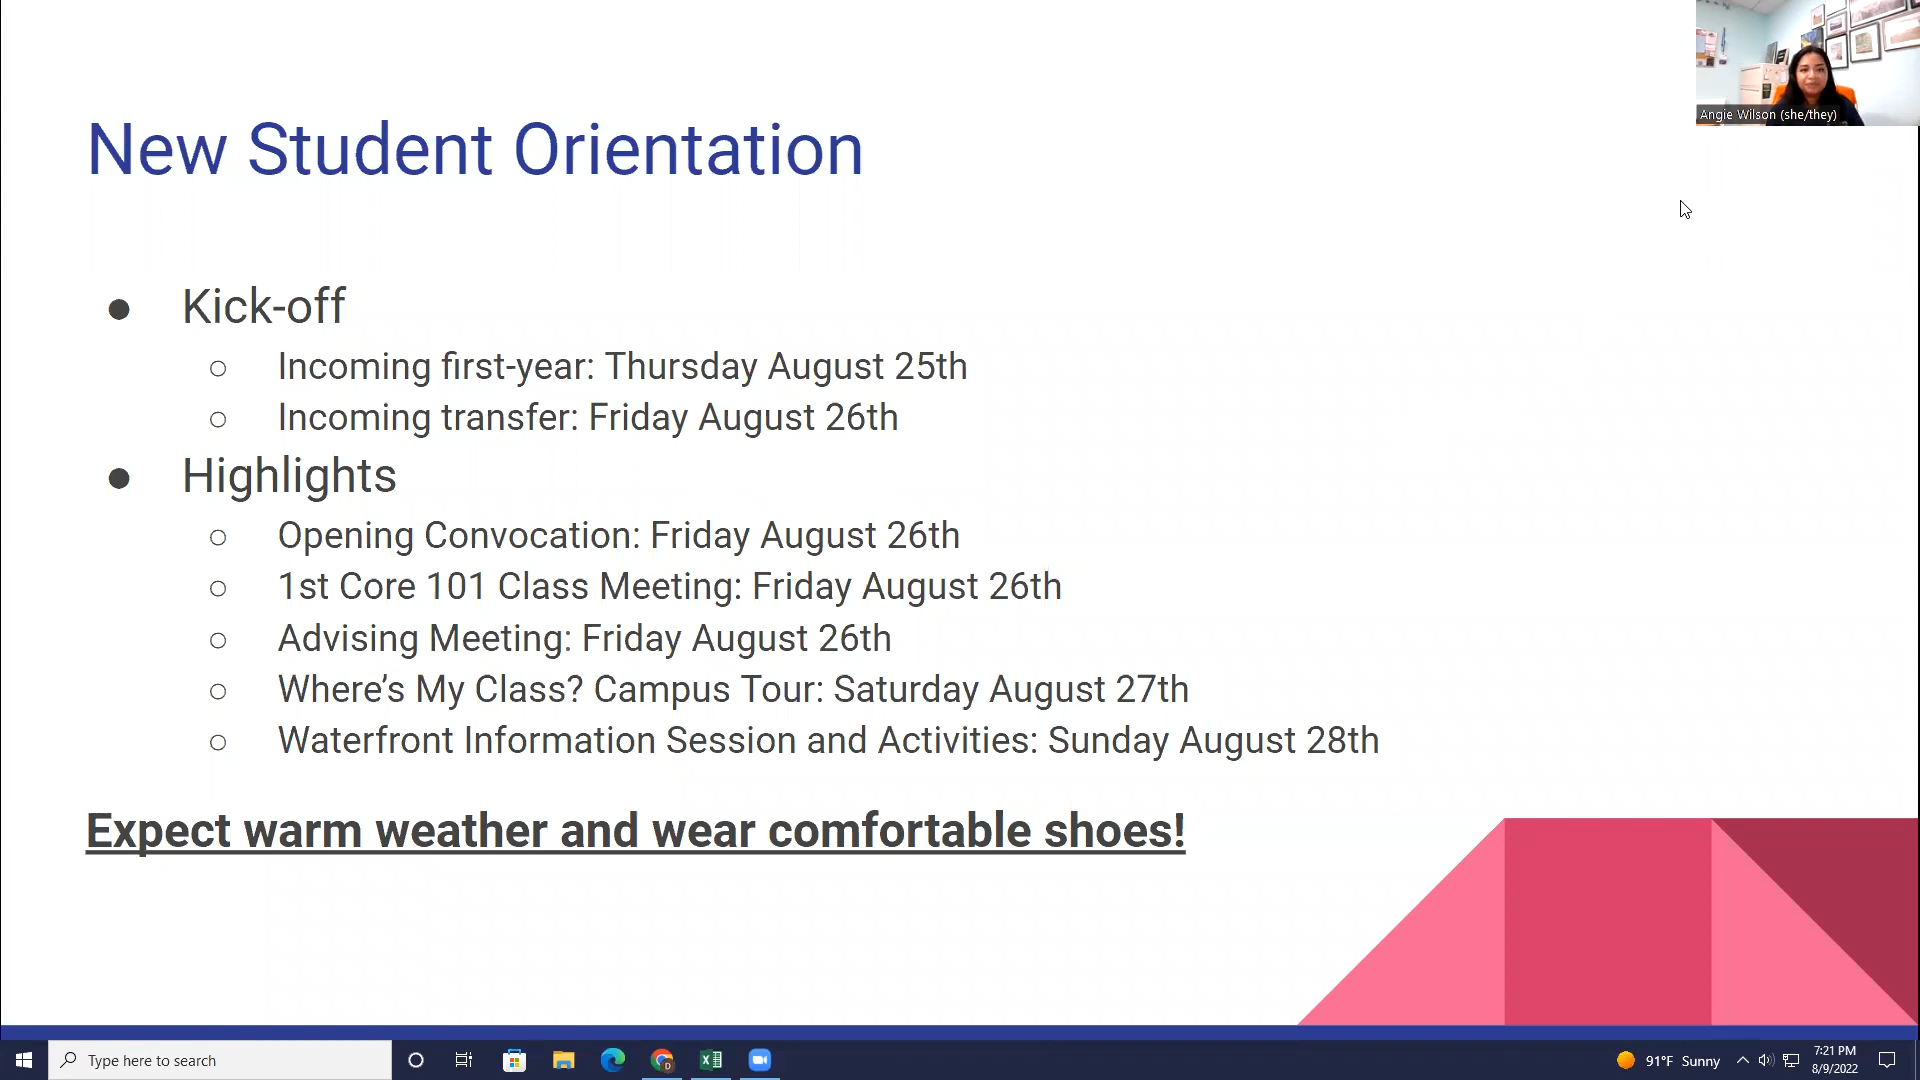 Angie Wilson (she/they)
New Student Orientation
● Kick-off
○ Incoming first-year: Thursday August 25th
○ Incoming transfer: Friday August 26th
● Highlights
○ Opening Convocation: Friday August 26th
○ 1st Core 101 Class Meeting: Friday August 26th
○ Advising Meeting: Friday August 26th
○ Where’s My Class? Campus Tour: Saturday August 27th
○ Waterfront Information Session and Activities: Sunday August 28th
Expect warm weather and wear comfortable shoes!
Type here to search
D
91°F Sunny
7:21 PM
8/9/2022